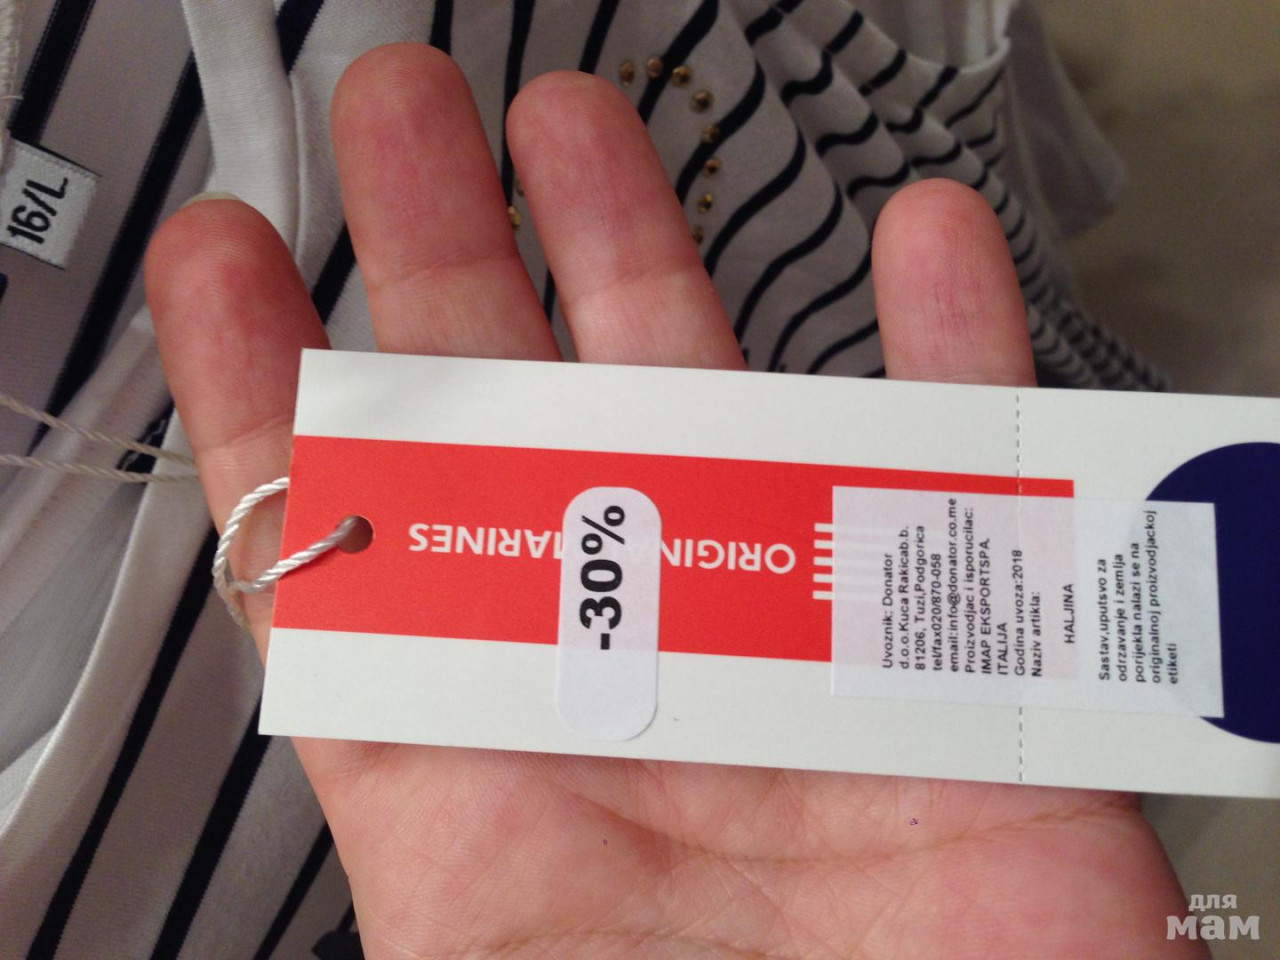 16/L
ORIGINAL MARINES
-30%
Uvoznik: Donator
d.o.o.Kuca Rakicab.b.
81206, Tuzi,Podgorica
tel/fax020/870-058
email:info@donator.co.me
Proizvodjac i isporucilac:
IMAP EKSPORTSPA,
ITALIJA
Godina uvoza:2018
Naziv artikla:
HALJINA
Sastav,uputsvo za
odrzavanje i zemlja
porijekla nalazi se na
originalnoj proizvodjackoj
etiketi
для
мам